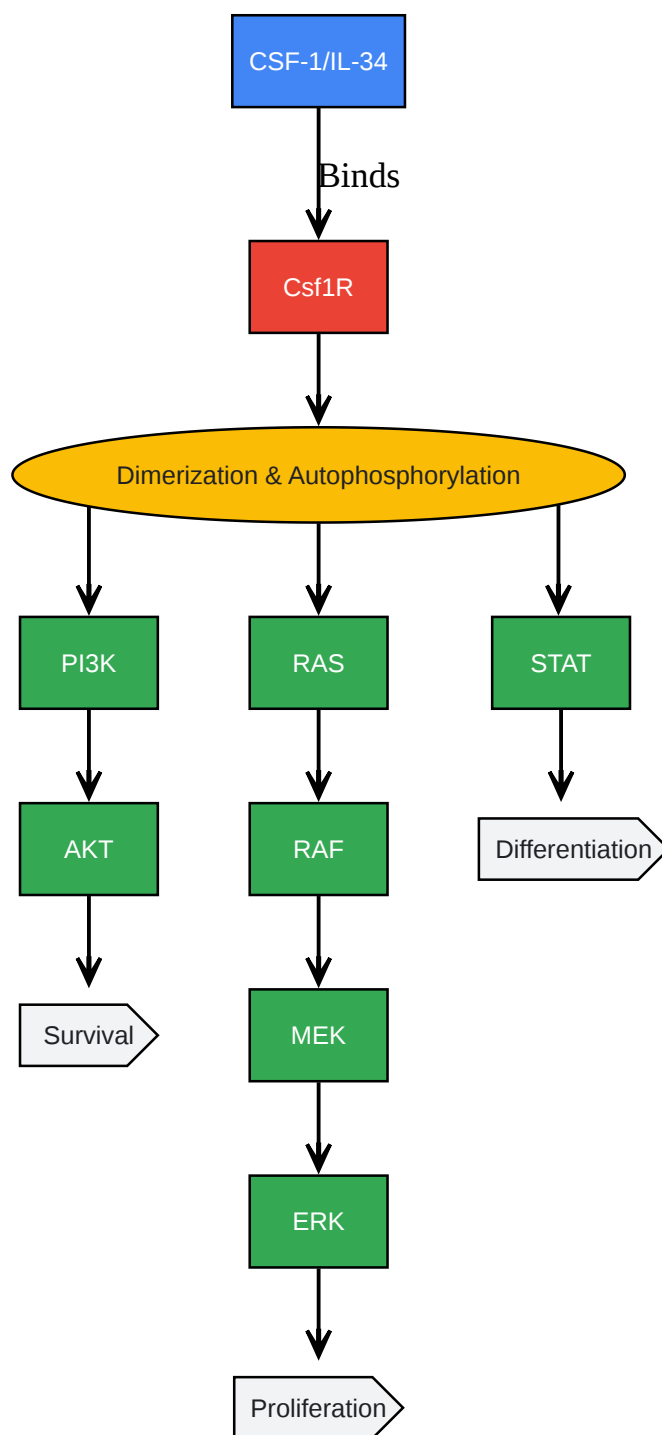 CSF-1/IL-34
Binds
Csf1R
Dimerization & Autophosphorylation
PI3K
RAS
STAT
AKT
RAF
Differentiation
Survival
MEK
ERK
Proliferation